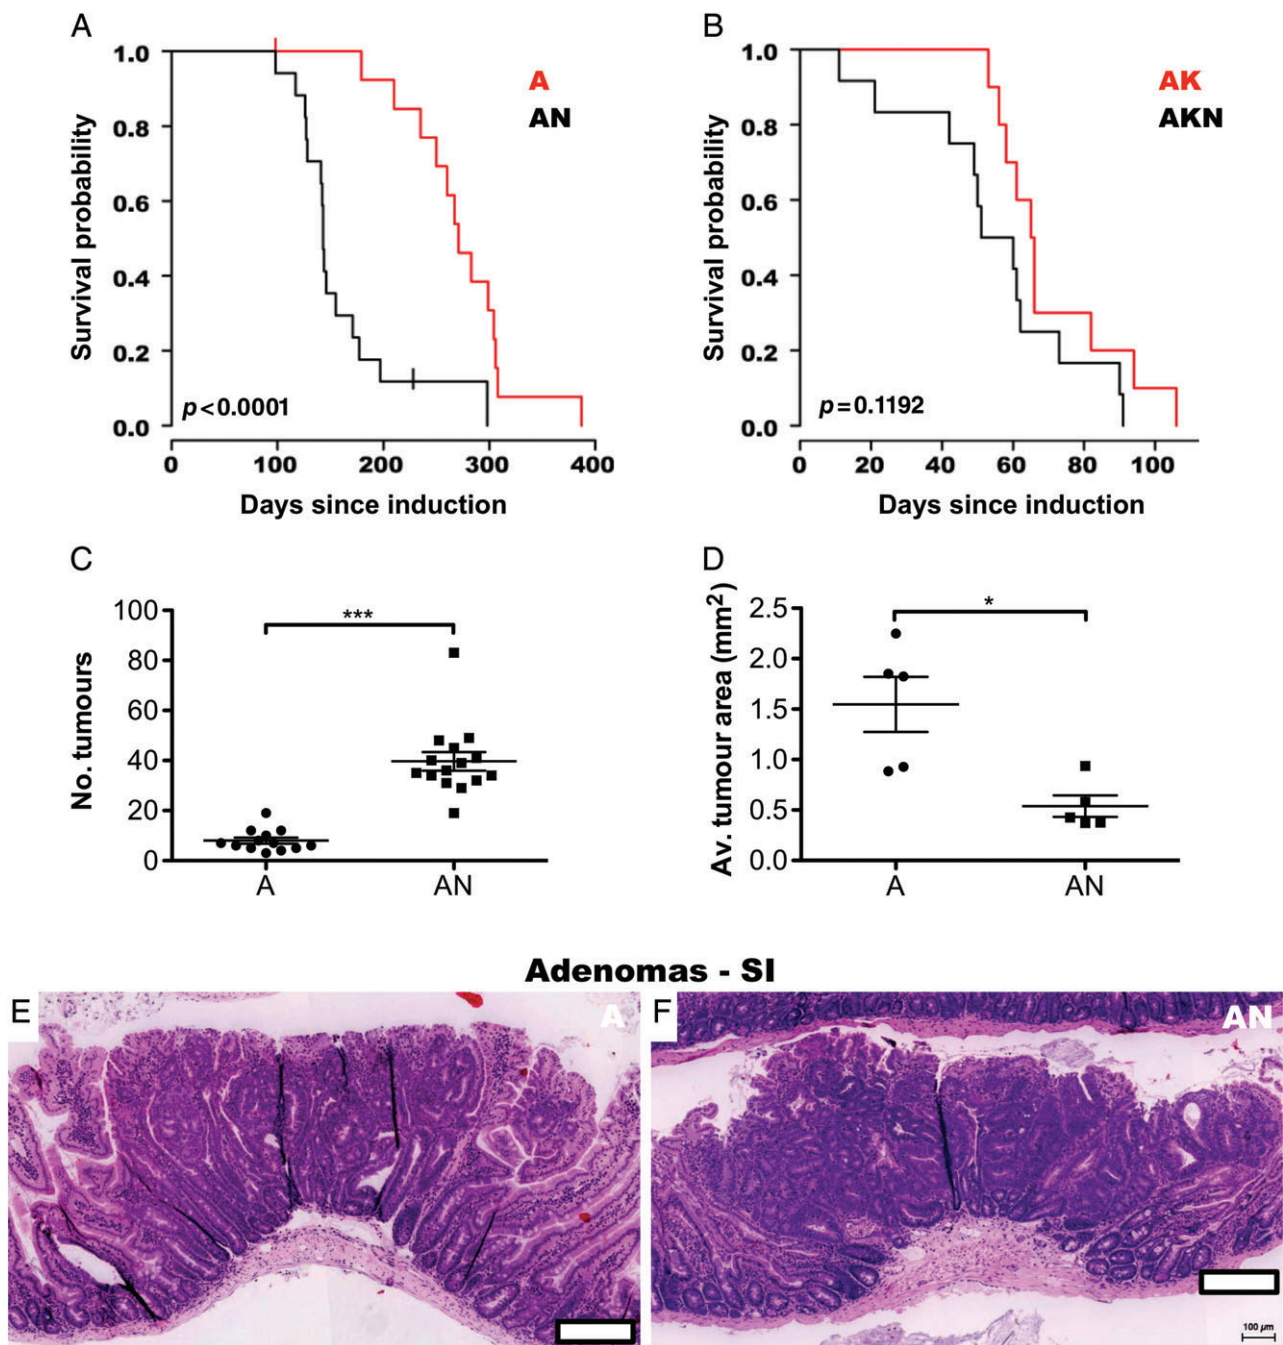 A
1.0
0.8
0.6
0.4
0.2
0.0
Survival probability
A
AN
p<0.0001
0 100 200 300 400
Days since induction
B
1.0
0.8
0.6
0.4
0.2
0.0
Survival probability
AK
AKN
p=0.1192
0 20 40 60 80 100
Days since induction
C
100
80
60
40
20
0
No. tumours
***
A AN
D
2.5
2.0
1.5
1.0
0.5
0.0
Av. tumour area (mm²)
*
A AN
Adenomas - SI
E
A
F
AN
100 µm